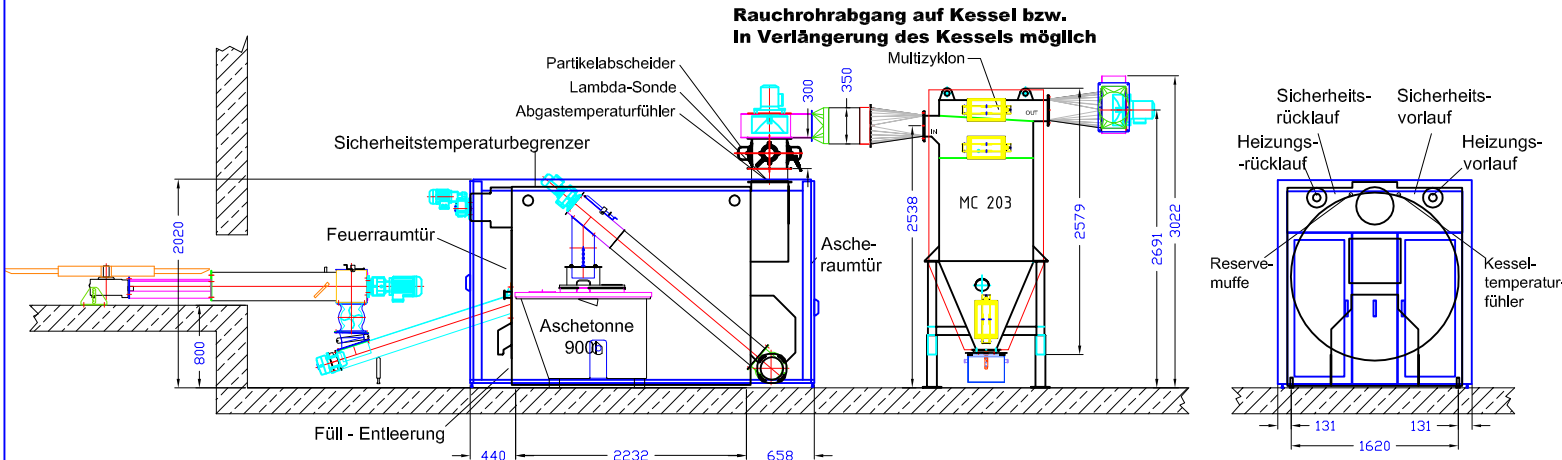 Rauchrohrabgang auf Kessel bzw.
In Verlängerung des Kessels möglich
Partikelabscheider
Lambda-Sonde
Abgastemperaturfühler
Sicherheitstemperaturbegrenzer
300
350
Multizyklon
IN
OUT
MC 203
2538
2579
2691
3022
2020
800
Feuerraumtür
Füll - Entleerung
Aschetonne
900l
Asche-
raumtür
440
2232
658
Sicherheits-
rücklauf
Sicherheits-
vorlauf
Heizungs-
-rücklauf
Heizungs-
vorlauf
Reserve-
muffe
Kessel-
temperatur-
fühler
131
131
1620